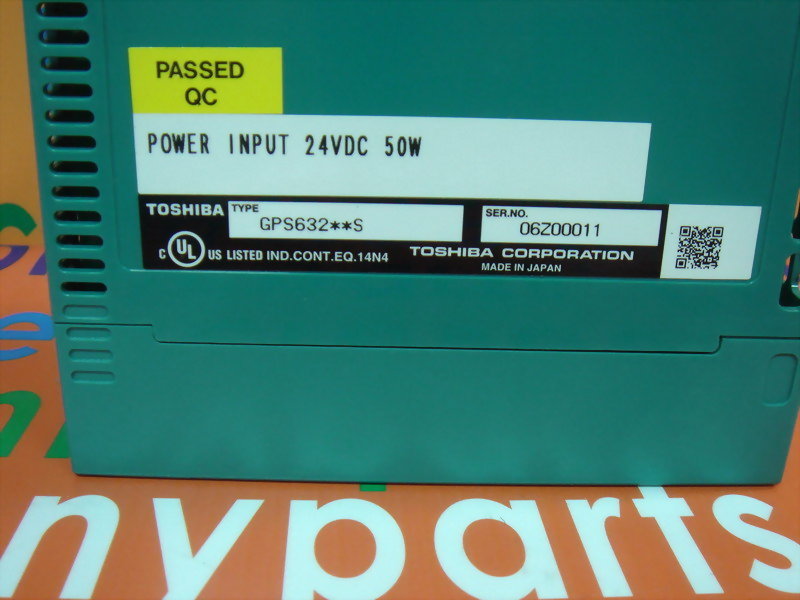 PASSED
QC
POWER INPUT 24VDC 50W
TOSHIBA TYPE GPS632**S SER.NO. 06Z00011
C UL US LISTED IND.CONT.EQ.14N4 TOSHIBA CORPORATION
MADE IN JAPAN
nyparts